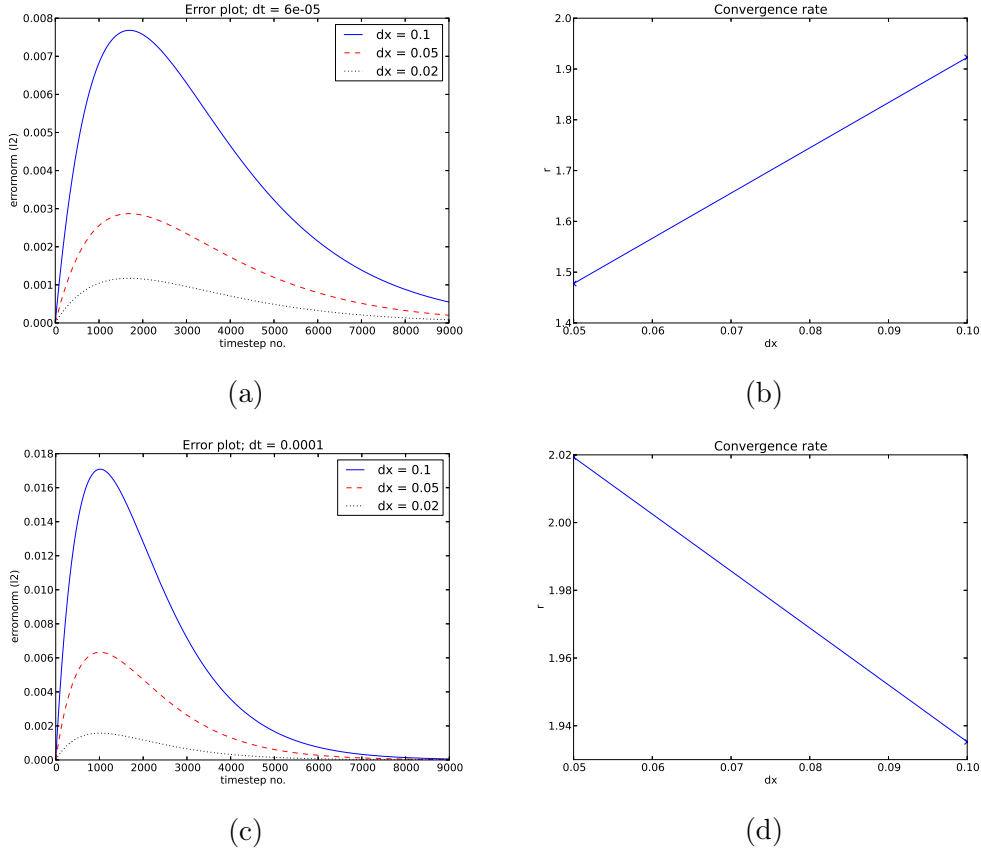 Error plot; dt = 6e-05
0.008
0.007
0.006
0.005
0.004
0.003
0.002
0.001
0.000
errornorm (l2)
dx = 0.1
dx = 0.05
dx = 0.02
0 1000 2000 3000 4000 5000 6000 7000 8000 9000
timestep no.
(a)
Convergence rate
2.0
1.9
1.8
1.7
1.6
1.5
1.4
r
0.05 0.06 0.07 0.08 0.09 0.10
dx
(b)
Error plot; dt = 0.0001
0.018
0.016
0.014
0.012
0.010
0.008
0.006
0.004
0.002
0.000
errornorm (l2)
dx = 0.1
dx = 0.05
dx = 0.02
0 1000 2000 3000 4000 5000 6000 7000 8000 9000
timestep no.
(c)
Convergence rate
2.02
2.00
1.98
1.96
1.94
r
0.05 0.06 0.07 0.08 0.09 0.10
dx
(d)